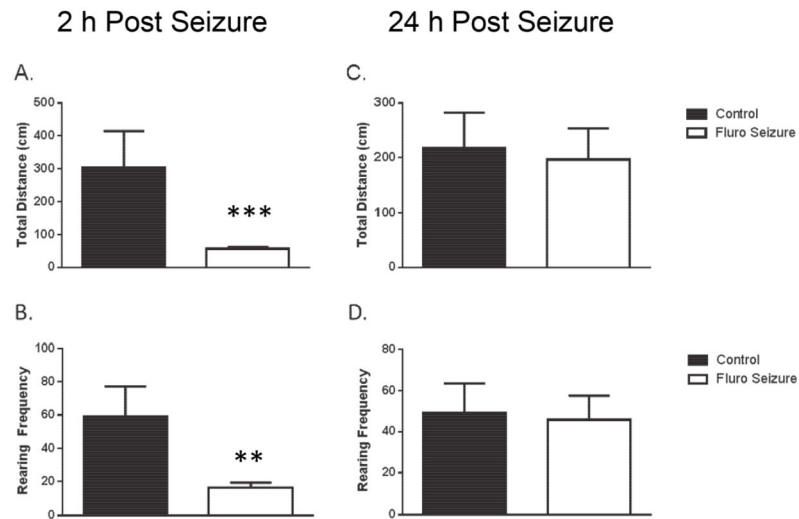 2 h Post Seizure
24 h Post Seizure
A.
Total Distance (cm)
500
400
300
200
100
0
***
C.
Total Distance (cm)
300
200
100
0
Control
Fluro Seizure
B.
Rearing Frequency
100
80
60
40
20
0
**
D.
Rearing Frequency
80
60
40
20
0
Control
Fluro Seizure